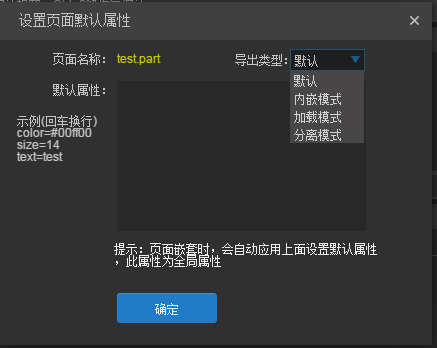 设置页面默认属性
页面名称： test.part 导出类型： 默认
默认
内嵌模式
加载模式
分离模式
默认属性：
示例(回车换行)
color=#00ff00
size=14
text=test
提示：页面嵌套时，会自动应用上面设置默认属性
，此属性为全局属性
确定